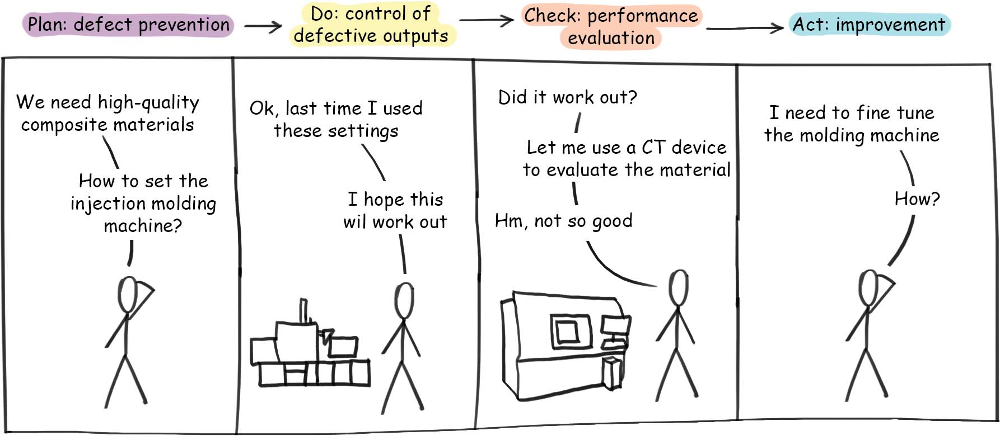 Plan: defect prevention
Do: control of
defective outputs
Check: performance
evaluation
Act: improvement
We need high-quality
composite materials
How to set the
injection molding
machine?
Ok, last time I used
these settings
I hope this
wil work out
Did it work out?
Let me use a CT device
to evaluate the material
Hm, not so good
I need to fine tune
the molding machine
How?